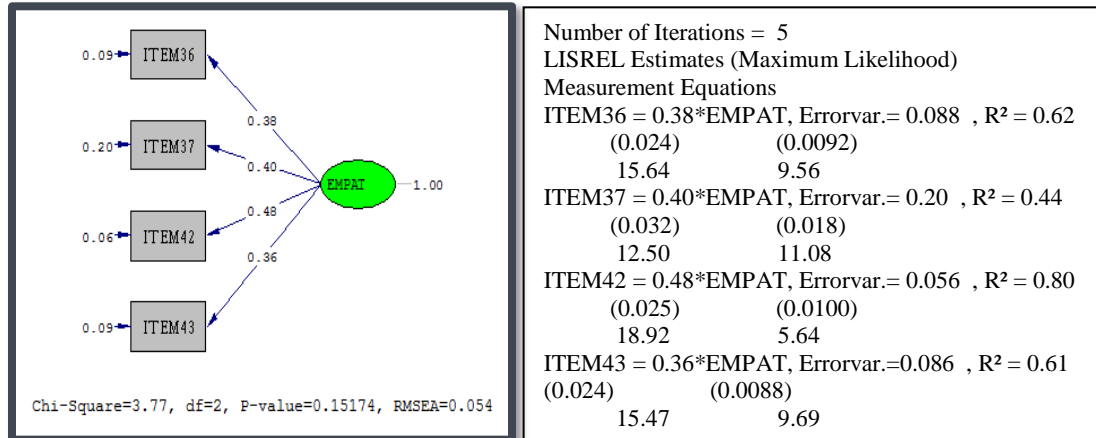 0.09 ITEM36
0.38
0.20 ITEM37
0.40
EMPAT 1.00
0.48
0.06 ITEM42
0.36
0.09 ITEM43
Chi-Square=3.77, df=2, P-value=0.15174, RMSEA=0.054
Number of Iterations = 5
LISREL Estimates (Maximum Likelihood)
Measurement Equations
ITEM36 = 0.38*EMPAT, Errorvar.= 0.088 , R² = 0.62
(0.024) (0.0092)
15.64 9.56
ITEM37 = 0.40*EMPAT, Errorvar.= 0.20 , R² = 0.44
(0.032) (0.018)
12.50 11.08
ITEM42 = 0.48*EMPAT, Errorvar.= 0.056 , R² = 0.80
(0.025) (0.0100)
18.92 5.64
ITEM43 = 0.36*EMPAT, Errorvar.=0.086 , R² = 0.61
(0.024) (0.0088)
15.47 9.69